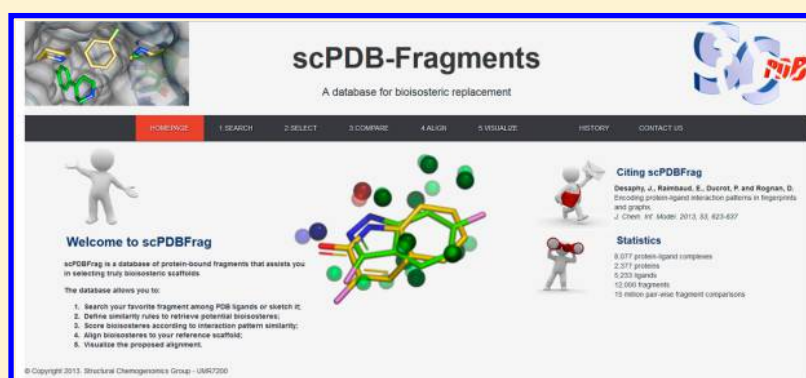 scPDB-Fragments
A database for bioisosteric replacement
PDB
HOMEPAGE 1.SEARCH 2.SELECT 3.COMPARE 4.ALIGN 5.VISUALIZE HISTORY CONTACT US
Welcome to scPDBFrag
scPDBFrag is a database of protein-bound fragments that assists you
in selecting truly bioisosteric scaffolds
The database allows you to:
1. Search your favorite fragment among PDB ligands or sketch it;
2. Define similarity rules to retrieve potential bioisosteres;
3. Score bioisosteres according to interaction pattern similarity;
4. Align bioisosteres to your reference scaffold;
5. Visualize the proposed alignment.
Citing scPDBFrag
Desaphy, J., Raimbaud, E., Ducrot, P. and Rognan, D.
Encoding protein-ligand interaction patterns in fingerprints
and graphs.
J. Chem. Inf. Model. 2013, 53, 623-637
Statistics
8,077 protein-ligand complexes
2,377 proteins
5,233 ligands
12,000 fragments
13 million pair-wise fragment comparisons
© Copyright 2013. Structural Chemogenomics Group - UMR7200